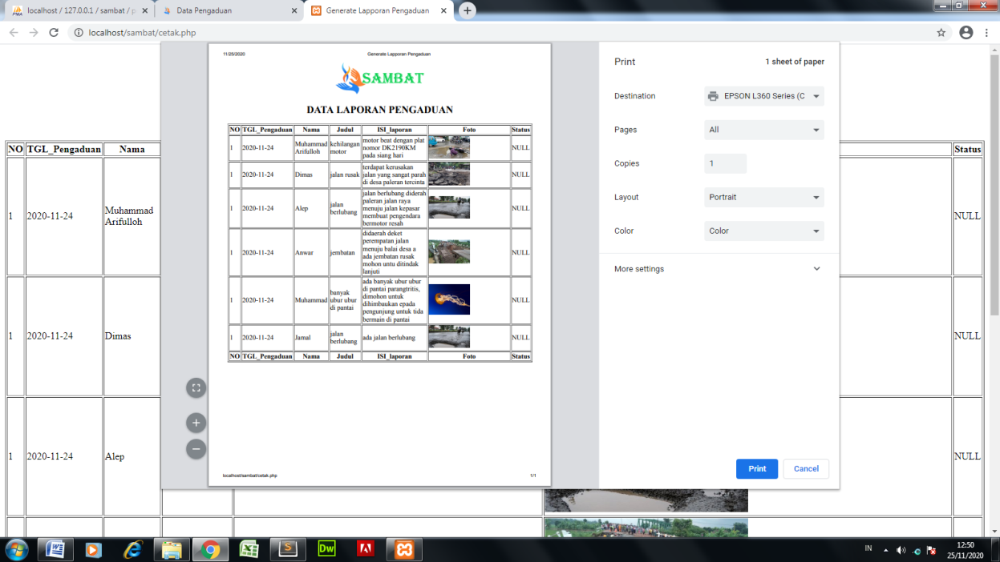 localhost / 127.0.0.1 / sambat / p
Data Pengaduan
Generate Lapporan Pengaduan
localhost/sambat/cetak.php
11/25/2020
Generate Lapporan Pengaduan
SAMBAT
DATA LAPORAN PENGADUAN
NO TGL_Pengaduan Nama Judul ISI_laporan Foto Status
1 2020-11-24 Muhammad Arifulloh kehilangan motor motor beat dengan plat nomor DK2190KM pada siang hari NULL
1 2020-11-24 Dimas jalan rusak terdapat kerusakan jalan yang sangat parah di desa paleran tercinta NULL
1 2020-11-24 Alep jalan berlubang jalan berlubang diderah paleran jalan raya menuju jalan kepasar membuat pengendara bermotor resah NULL
1 2020-11-24 Anwar jembatan didaerah deket perempatan jalan menuju balai desa a ada jembatan rusak mohon untu ditindak lanjuti NULL
1 2020-11-24 Muhammad banyak ubur ubur di pantai ada banyak ubur ubur di pantai parangtritis, dimohon untuk dihimbaukan epada pengunjung untuk tida bermain di pantai NULL
1 2020-11-24 Jamal jalan berlubang ada jalan berlubang NULL
NO TGL_Pengaduan Nama Judul ISI_laporan Foto Status
localhost/sambat/cetak.php
1/1
Print
1 sheet of paper
Destination
EPSON L360 Series (C
Pages
All
Copies
1
Layout
Portrait
Color
Color
More settings
Print
Cancel
NO TGL_Pengaduan Nama Status
1 2020-11-24 Muhammad Arifulloh NULL
1 2020-11-24 Dimas NULL
1 2020-11-24 Alep NULL
IN
12:50
25/11/2020